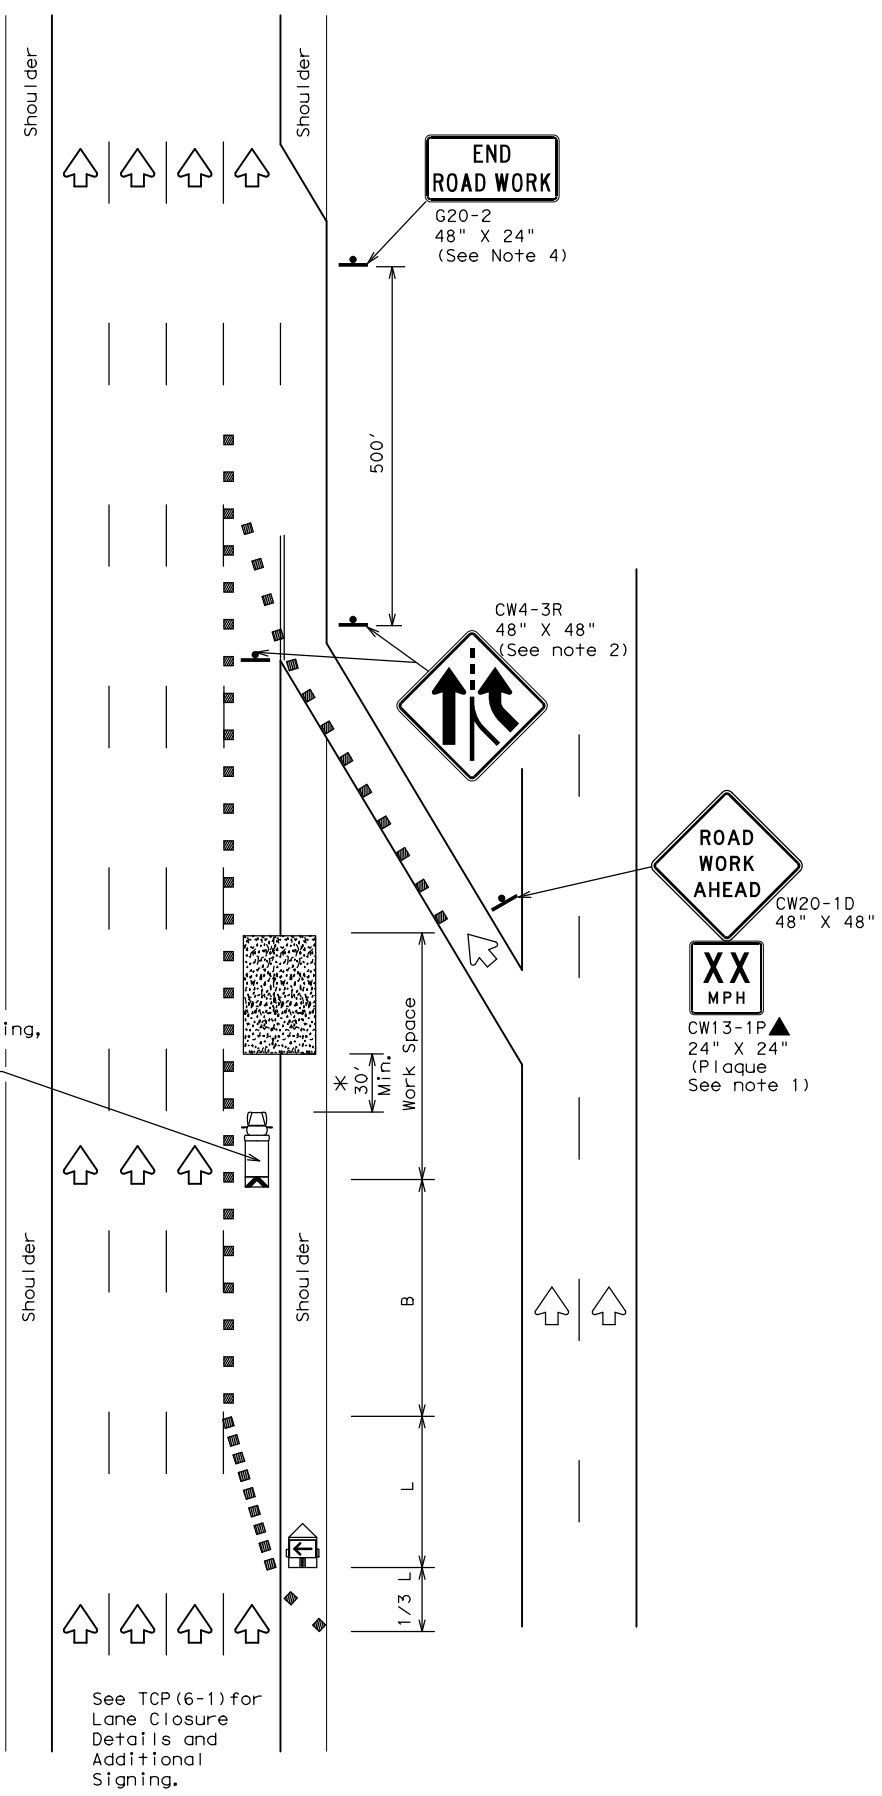 Shoulder
Shoulder
END
ROAD WORK
G20-2
48" X 24"
(See Note 4)
500'
CW4-3R
48" X 48"
(See note 2)
ROAD
WORK
AHEAD
CW20-1D
48" X 48"
XX
MPH
CW13-1P
24" X 24"
(Plaque
See note 1)
ing,
Work Space
* 30' Min.
Shoulder
Shoulder
B
L
1/3 L
See TCP(6-1)for
Lane Closure
Details and
Additional
Signing.